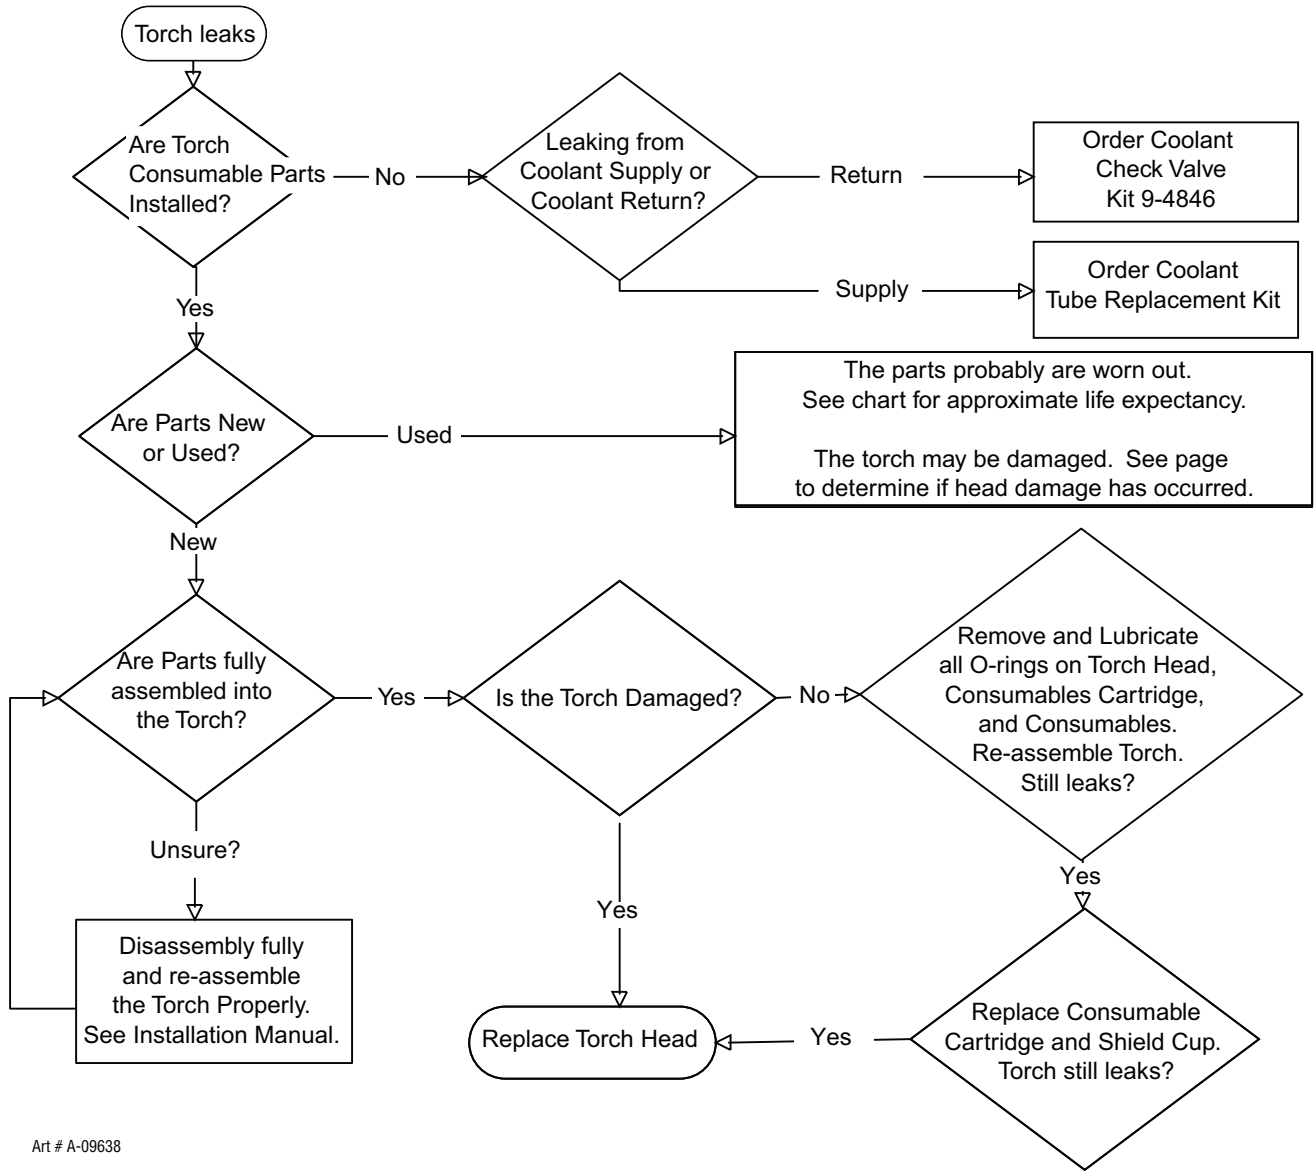 Torch leaks
Are Torch
Consumable Parts
Installed?
No
Leaking from
Coolant Supply or
Coolant Return?
Return
Order Coolant
Check Valve
Kit 9-4846
Supply
Order Coolant
Tube Replacement Kit
Yes
Are Parts New
or Used?
Used
The parts probably are worn out.
See chart for approximate life expectancy.
The torch may be damaged.  See page
to determine if head damage has occurred.
New
Are Parts fully
assembled into
the Torch?
Yes
Is the Torch Damaged?
No
Remove and Lubricate
all O-rings on Torch Head,
Consumables Cartridge,
and Consumables.
Re-assemble Torch.
Still leaks?
Unsure?
Disassembly fully
and re-assemble
the Torch Properly.
See Installation Manual.
Yes
Yes
Replace Torch Head
Yes
Replace Consumable
Cartridge and Shield Cup.
Torch still leaks?
Art # A-09638